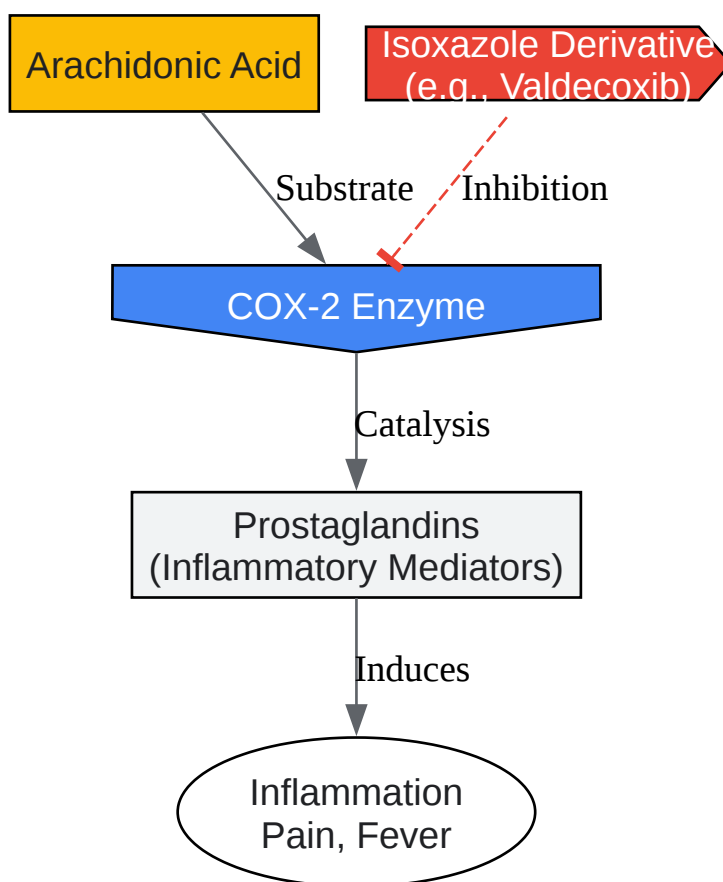 Arachidonic Acid
Isoxazole Derivative
(e.g., Valdecoxib)
Substrate
Inhibition
COX-2 Enzyme
Catalysis
Prostaglandins
(Inflammatory Mediators)
Induces
Inflammation
Pain, Fever